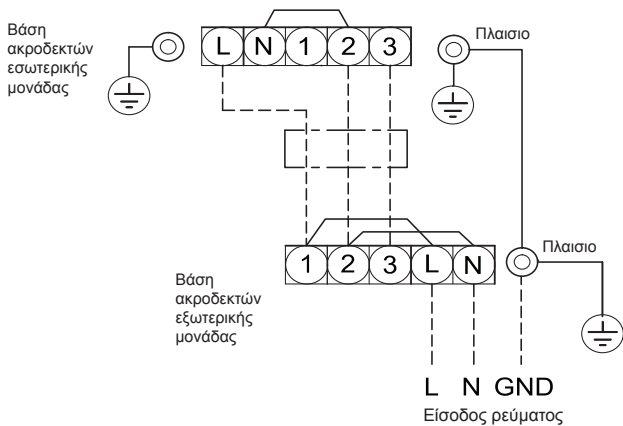 Βάση
ακροδεκτών
εσωτερικής
μονάδας
L N 1 2 3
Πλαισιο
1 2 3 L N
Πλαισιο
Βάση
ακροδεκτών
εξωτερικής
μονάδας
L N GND
Είσοδος ρεύματος